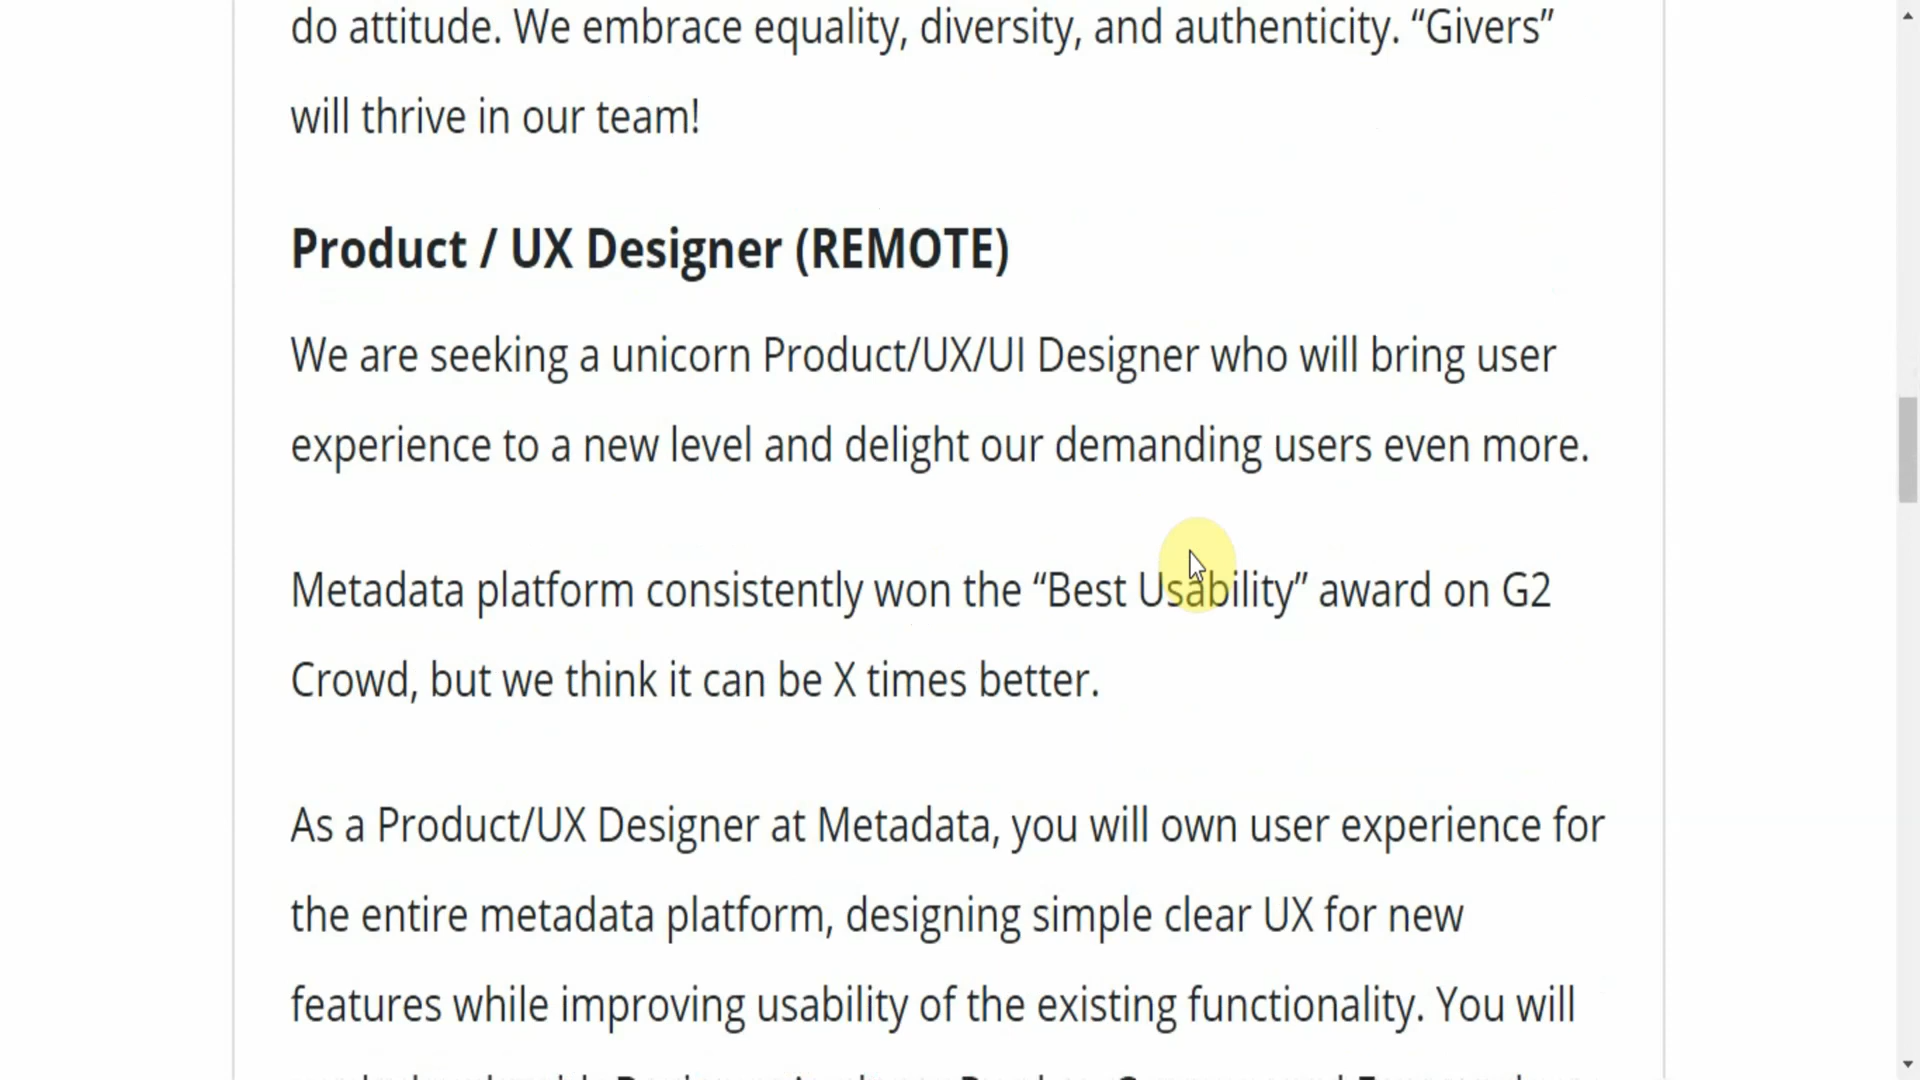 do attitude. We embrace equality, diversity, and authenticity. “Givers”
will thrive in our team!
Product / UX Designer (REMOTE)
We are seeking a unicorn Product/UX/UI Designer who will bring user
experience to a new level and delight our demanding users even more.
Metadata platform consistently won the “Best Usability” award on G2
Crowd, but we think it can be X times better.
As a Product/UX Designer at Metadata, you will own user experience for
the entire metadata platform, designing simple clear UX for new
features while improving usability of the existing functionality. You will